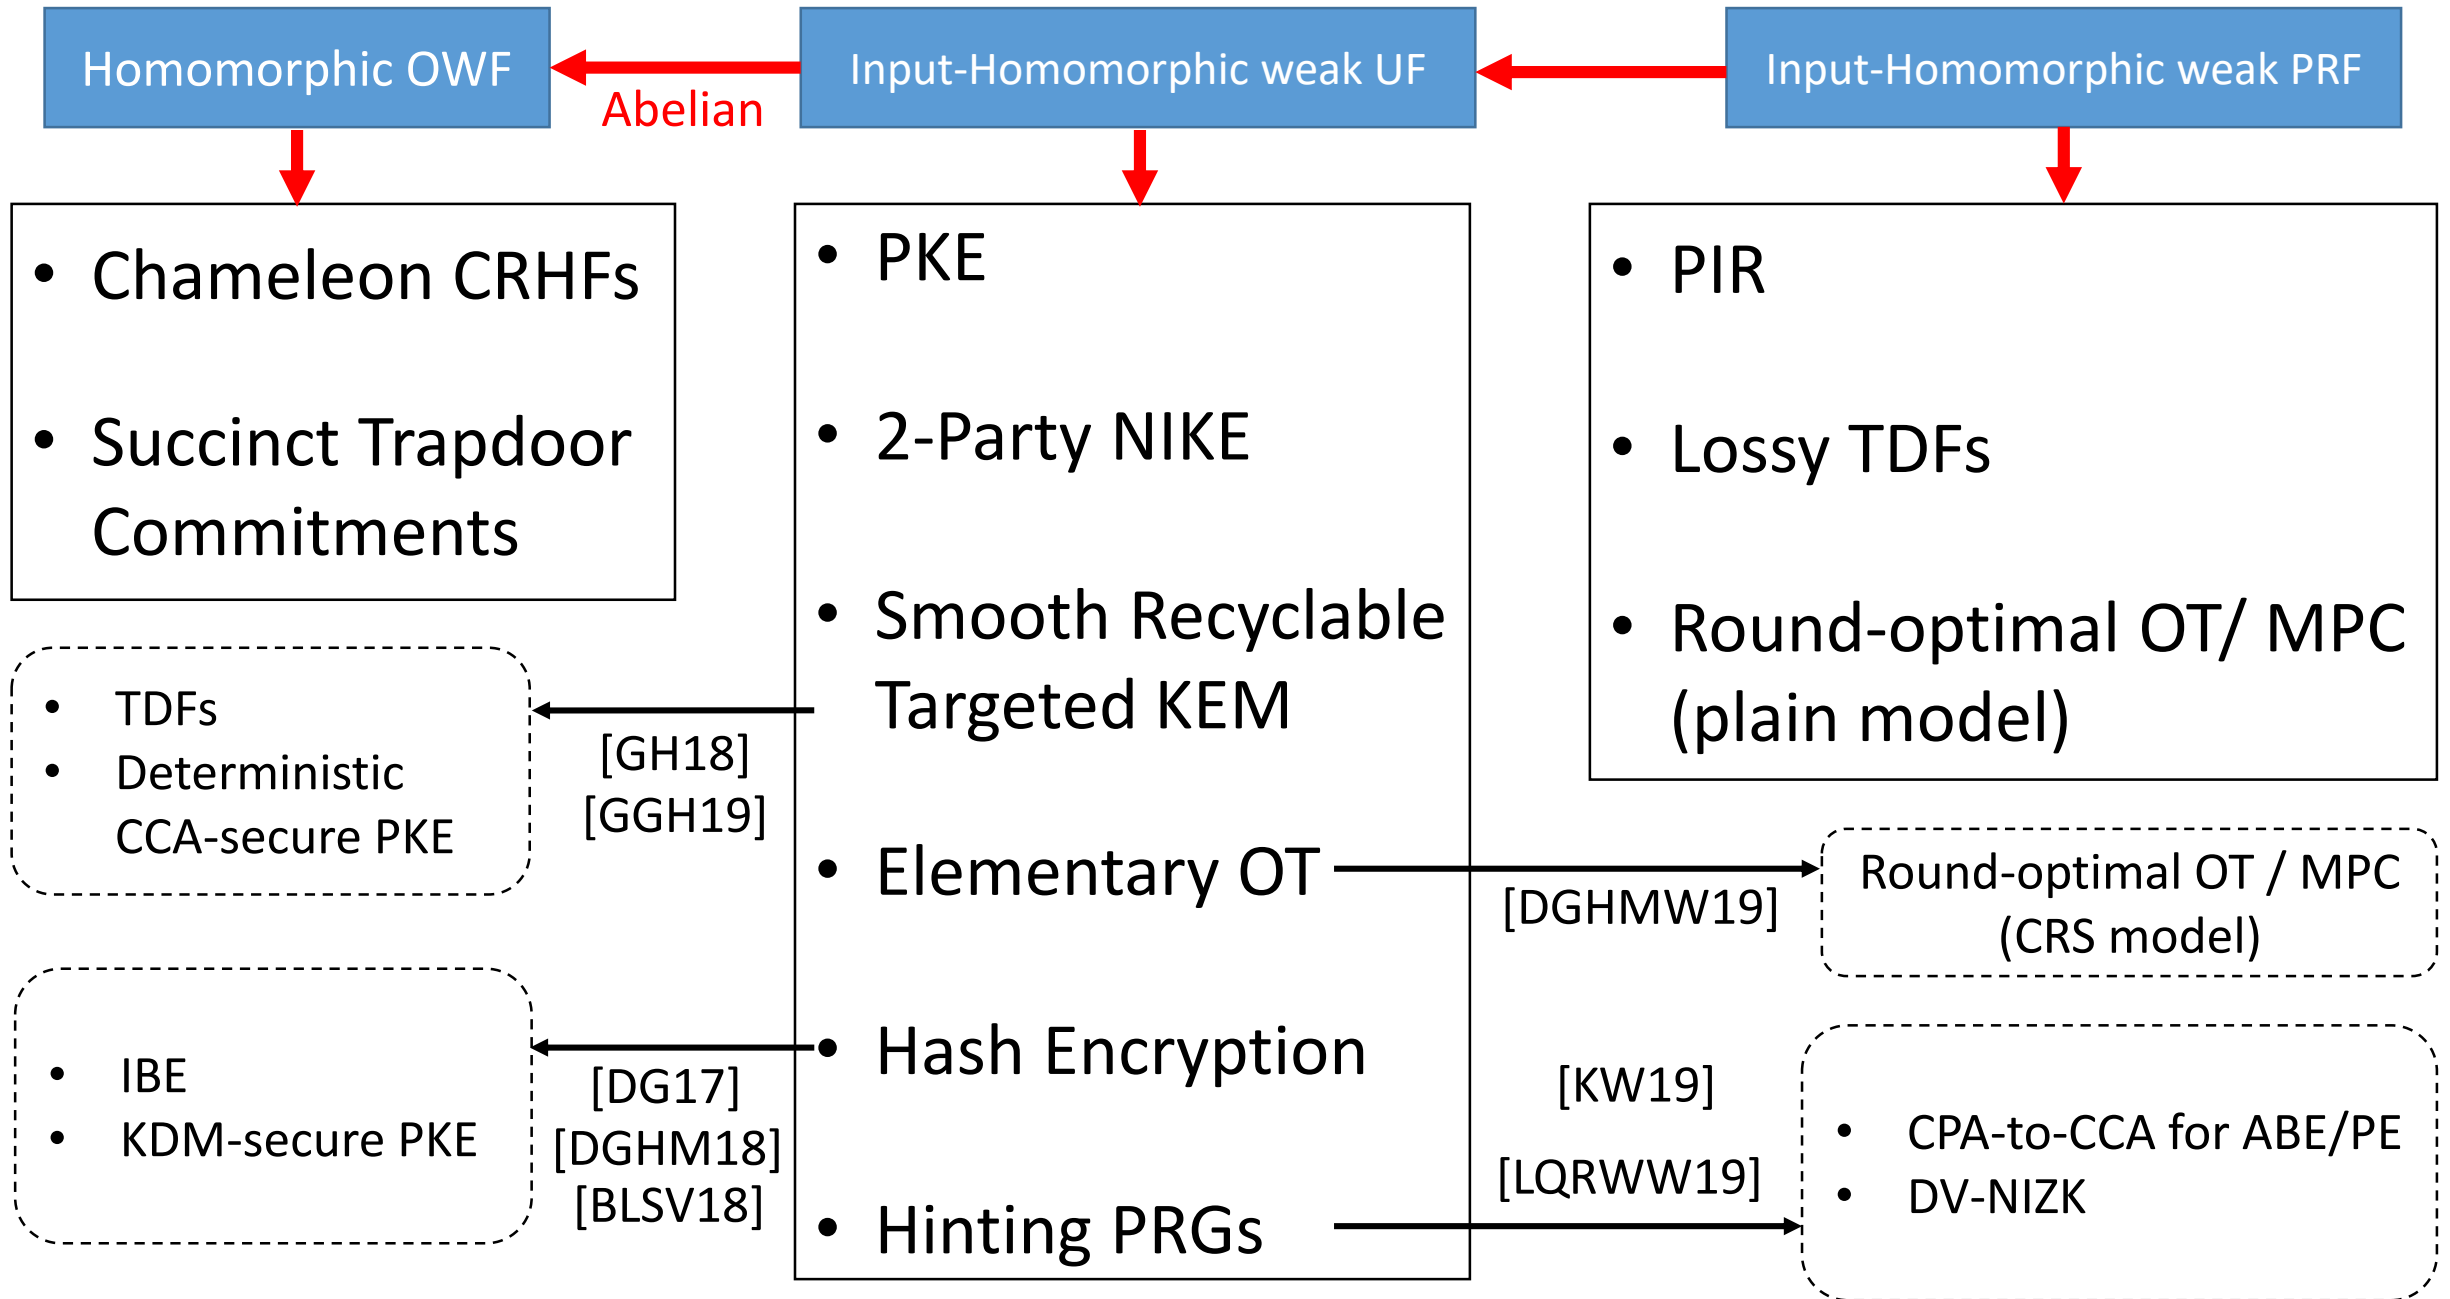 Homomorphic OWF
Abelian
Input-Homomorphic weak UF
Input-Homomorphic weak PRF
• Chameleon CRHFs
• Succinct Trapdoor
Commitments
• PKE
• 2-Party NIKE
• Smooth Recyclable
Targeted KEM
• Elementary OT
• Hash Encryption
• Hinting PRGs
• PIR
• Lossy TDFs
• Round-optimal OT/ MPC
(plain model)
• TDFs
• Deterministic
CCA-secure PKE
[GH18]
[GGH19]
• IBE
• KDM-secure PKE
[DG17]
[DGHM18]
[BLSV18]
[DGHMW19]
Round-optimal OT / MPC
(CRS model)
[KW19]
[LQRWW19]
• CPA-to-CCA for ABE/PE
• DV-NIZK